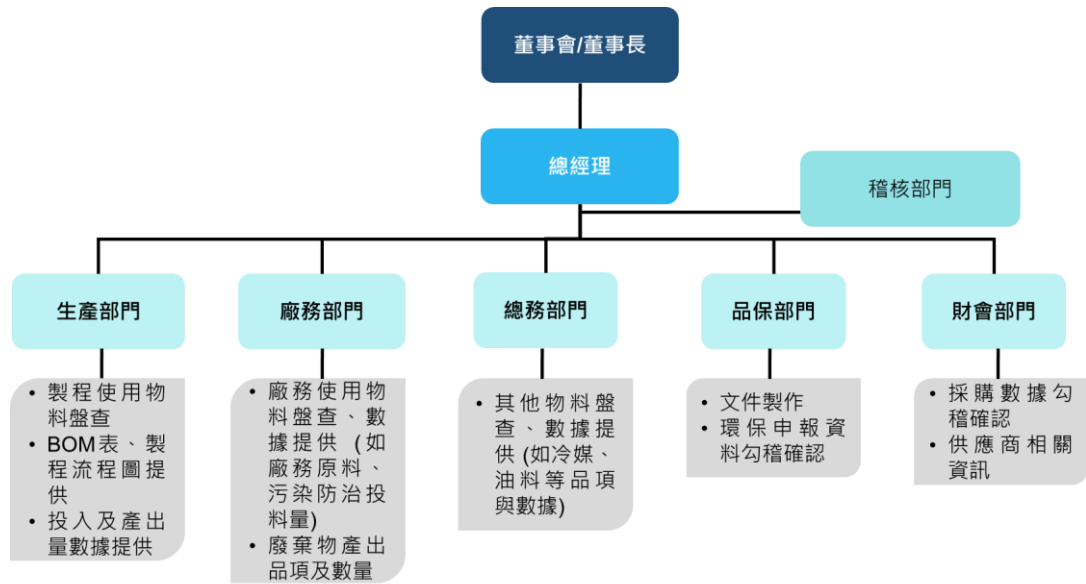 董事會/董事長
總經理
稽核部門
生產部門
廠務部門
總務部門
品保部門
財會部門
• 製程使用物
料盤查
• BOM表、製
程流程圖提
供
• 投入及產出
量數據提供
• 廠務使用物
料盤查、數
據提供 (如
廠務原料、
污染防治投
料量)
• 廢棄物產出
品項及數量
• 其他物料盤
查、數據提
供 (如冷媒、
油料等品項
與數據)
• 文件製作
• 環保申報資
料勾稽確認
• 採購數據勾
稽確認
• 供應商相關
資訊